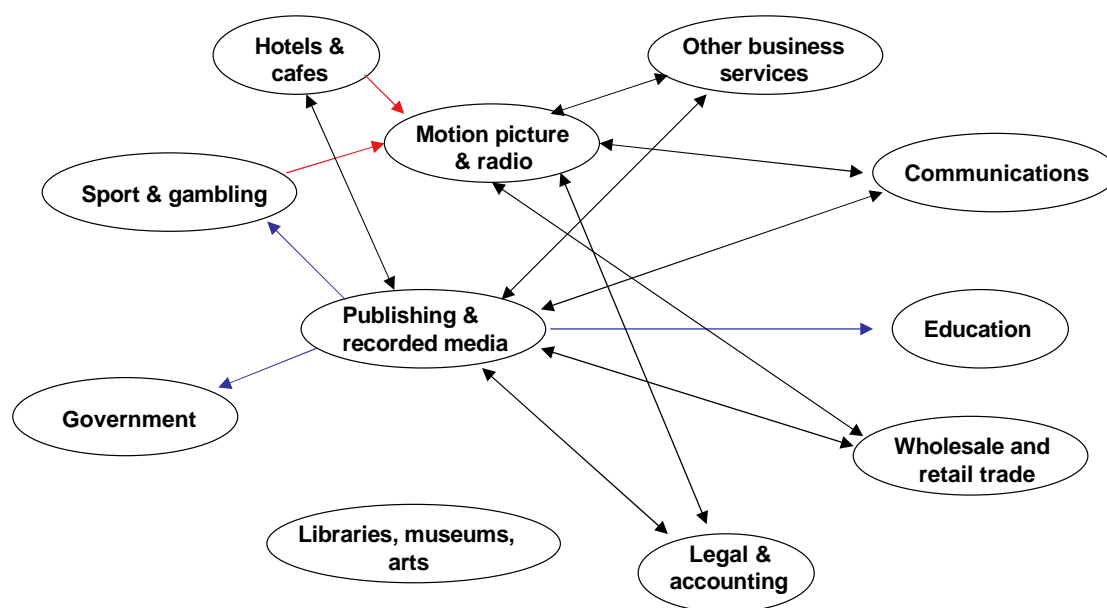 Hotels &
cafes
Other business
services
Motion picture
& radio
Communications
Sport & gambling
Publishing &
recorded media
Education
Government
Wholesale and
retail trade
Libraries, museums,
arts
Legal &
accounting